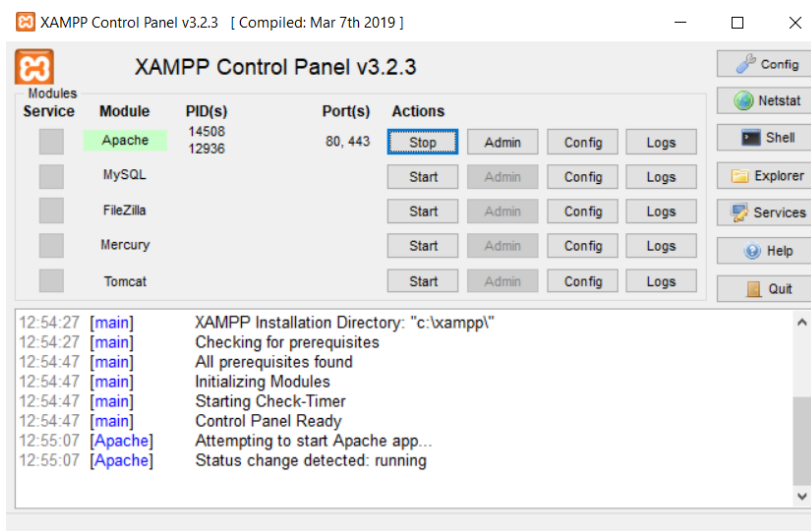 XAMPP Control Panel v3.2.3 [ Compiled: Mar 7th 2019 ]
XAMPP Control Panel v3.2.3
Config
Modules
Service Module PID(s) Port(s) Actions
Netstat
Apache 14508 12936 80, 443 Stop Admin Config Logs
Shell
MySQL Start Admin Config Logs
Explorer
FileZilla Start Admin Config Logs
Services
Mercury Start Admin Config Logs
Help
Tomcat Start Admin Config Logs
Quit
12:54:27 [main] XAMPP Installation Directory: "c:\xampp\"
12:54:27 [main] Checking for prerequisites
12:54:47 [main] All prerequisites found
12:54:47 [main] Initializing Modules
12:54:47 [main] Starting Check-Timer
12:54:47 [main] Control Panel Ready
12:55:07 [Apache] Attempting to start Apache app...
12:55:07 [Apache] Status change detected: running